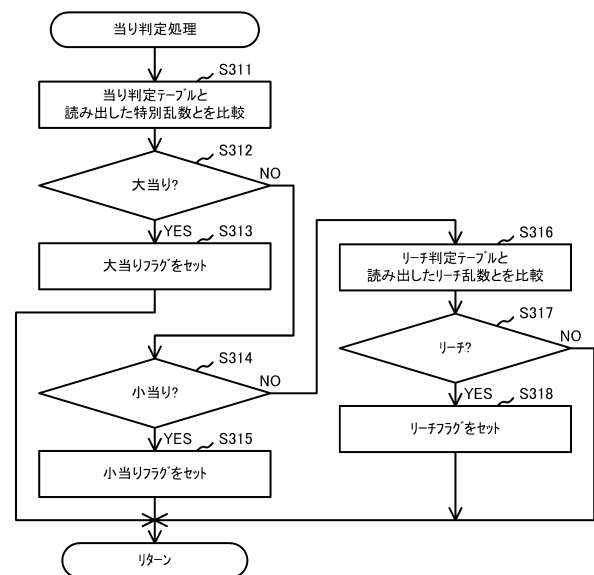 当り判定処理
S311
当り判定テーブルと
読み出した特別乱数とを比較
S312
大当り?
NO
YES
S313
大当りフラグをセット
S314
小当り?
NO
YES
S315
小当りフラグをセット
S316
リーチ判定テーブルと
読み出したリーチ乱数とを比較
S317
リーチ?
NO
YES
S318
リーチフラグをセット
リターン